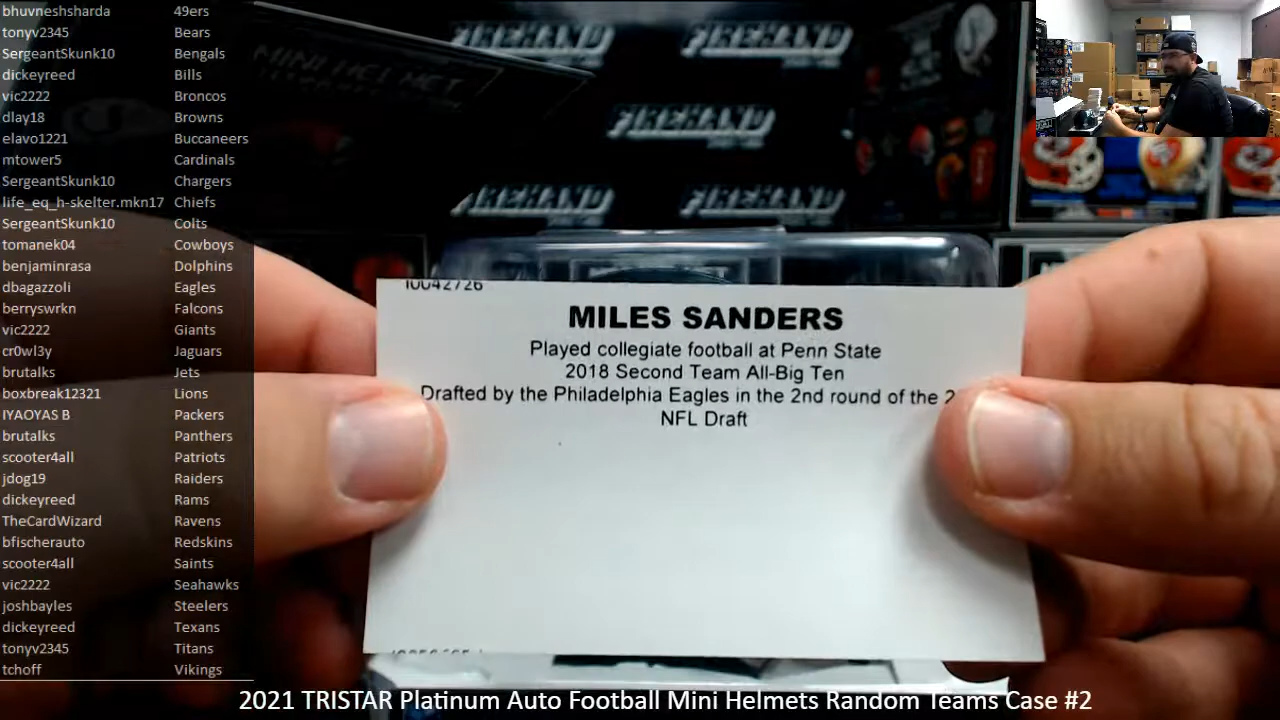 bhuvneshsharda 49ers
tonyv2345 Bears
SergeantSkunk10 Bengals
dickeyreed Bills
vic2222 Broncos
dlay18 Browns
elavo1221 Buccaneers
mtower5 Cardinals
SergeantSkunk10 Chargers
life_eq_h-skelter.mkn17 Chiefs
SergeantSkunk10 Colts
tomanek04 Cowboys
benjaminrasa Dolphins
dbagazzoli Eagles
berryswrkn Falcons
vic2222 Giants
cr0wl3y Jaguars
brutalks Jets
boxbreak12321 Lions
IYAOYAS B Packers
brutalks Panthers
scooter4all Patriots
jdog19 Raiders
dickeyreed Rams
TheCardWizard Ravens
bfischerauto Redskins
scooter4all Saints
vic2222 Seahawks
joshbayles Steelers
dickeyreed Texans
tonyv2345 Titans
tchoff Vikings
MINI HELMET
FIREHAND FIREHAND
FIREHAND
FIREHAND FIREHAND
10042726
MILES SANDERS
Played collegiate football at Penn State
2018 Second Team All-Big Ten
Drafted by the Philadelphia Eagles in the 2nd round of the 2
NFL Draft
2021 TRISTAR Platinum Auto Football Mini Helmets Random Teams Case #2